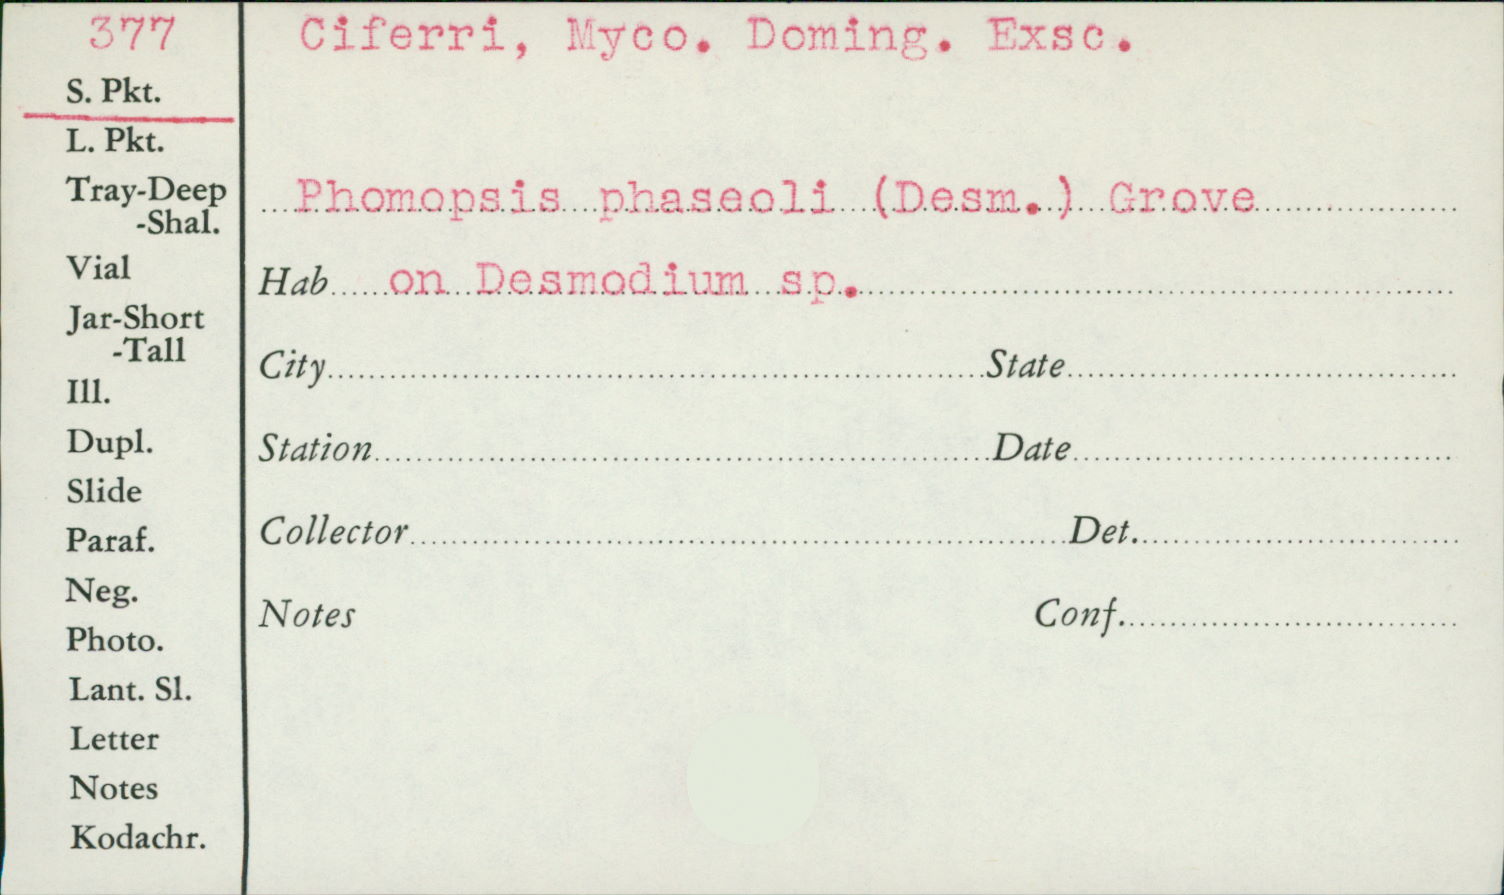 377
S. Pkt.
L. Pkt.
Tray-Deep
-Shal.
Vial
Jar-Short
-Tall
Ill.
Dupl.
Slide
Paraf.
Neg.
Photo.
Lant. Sl.
Letter
Notes
Kodachr.
Ciferri, Myco. Doming. Exsc.
Phomopsis phaseoli (Desm.) Grove
Hab on Desmodium sp.
City State
Station Date
Collector Det.
Notes Conf.